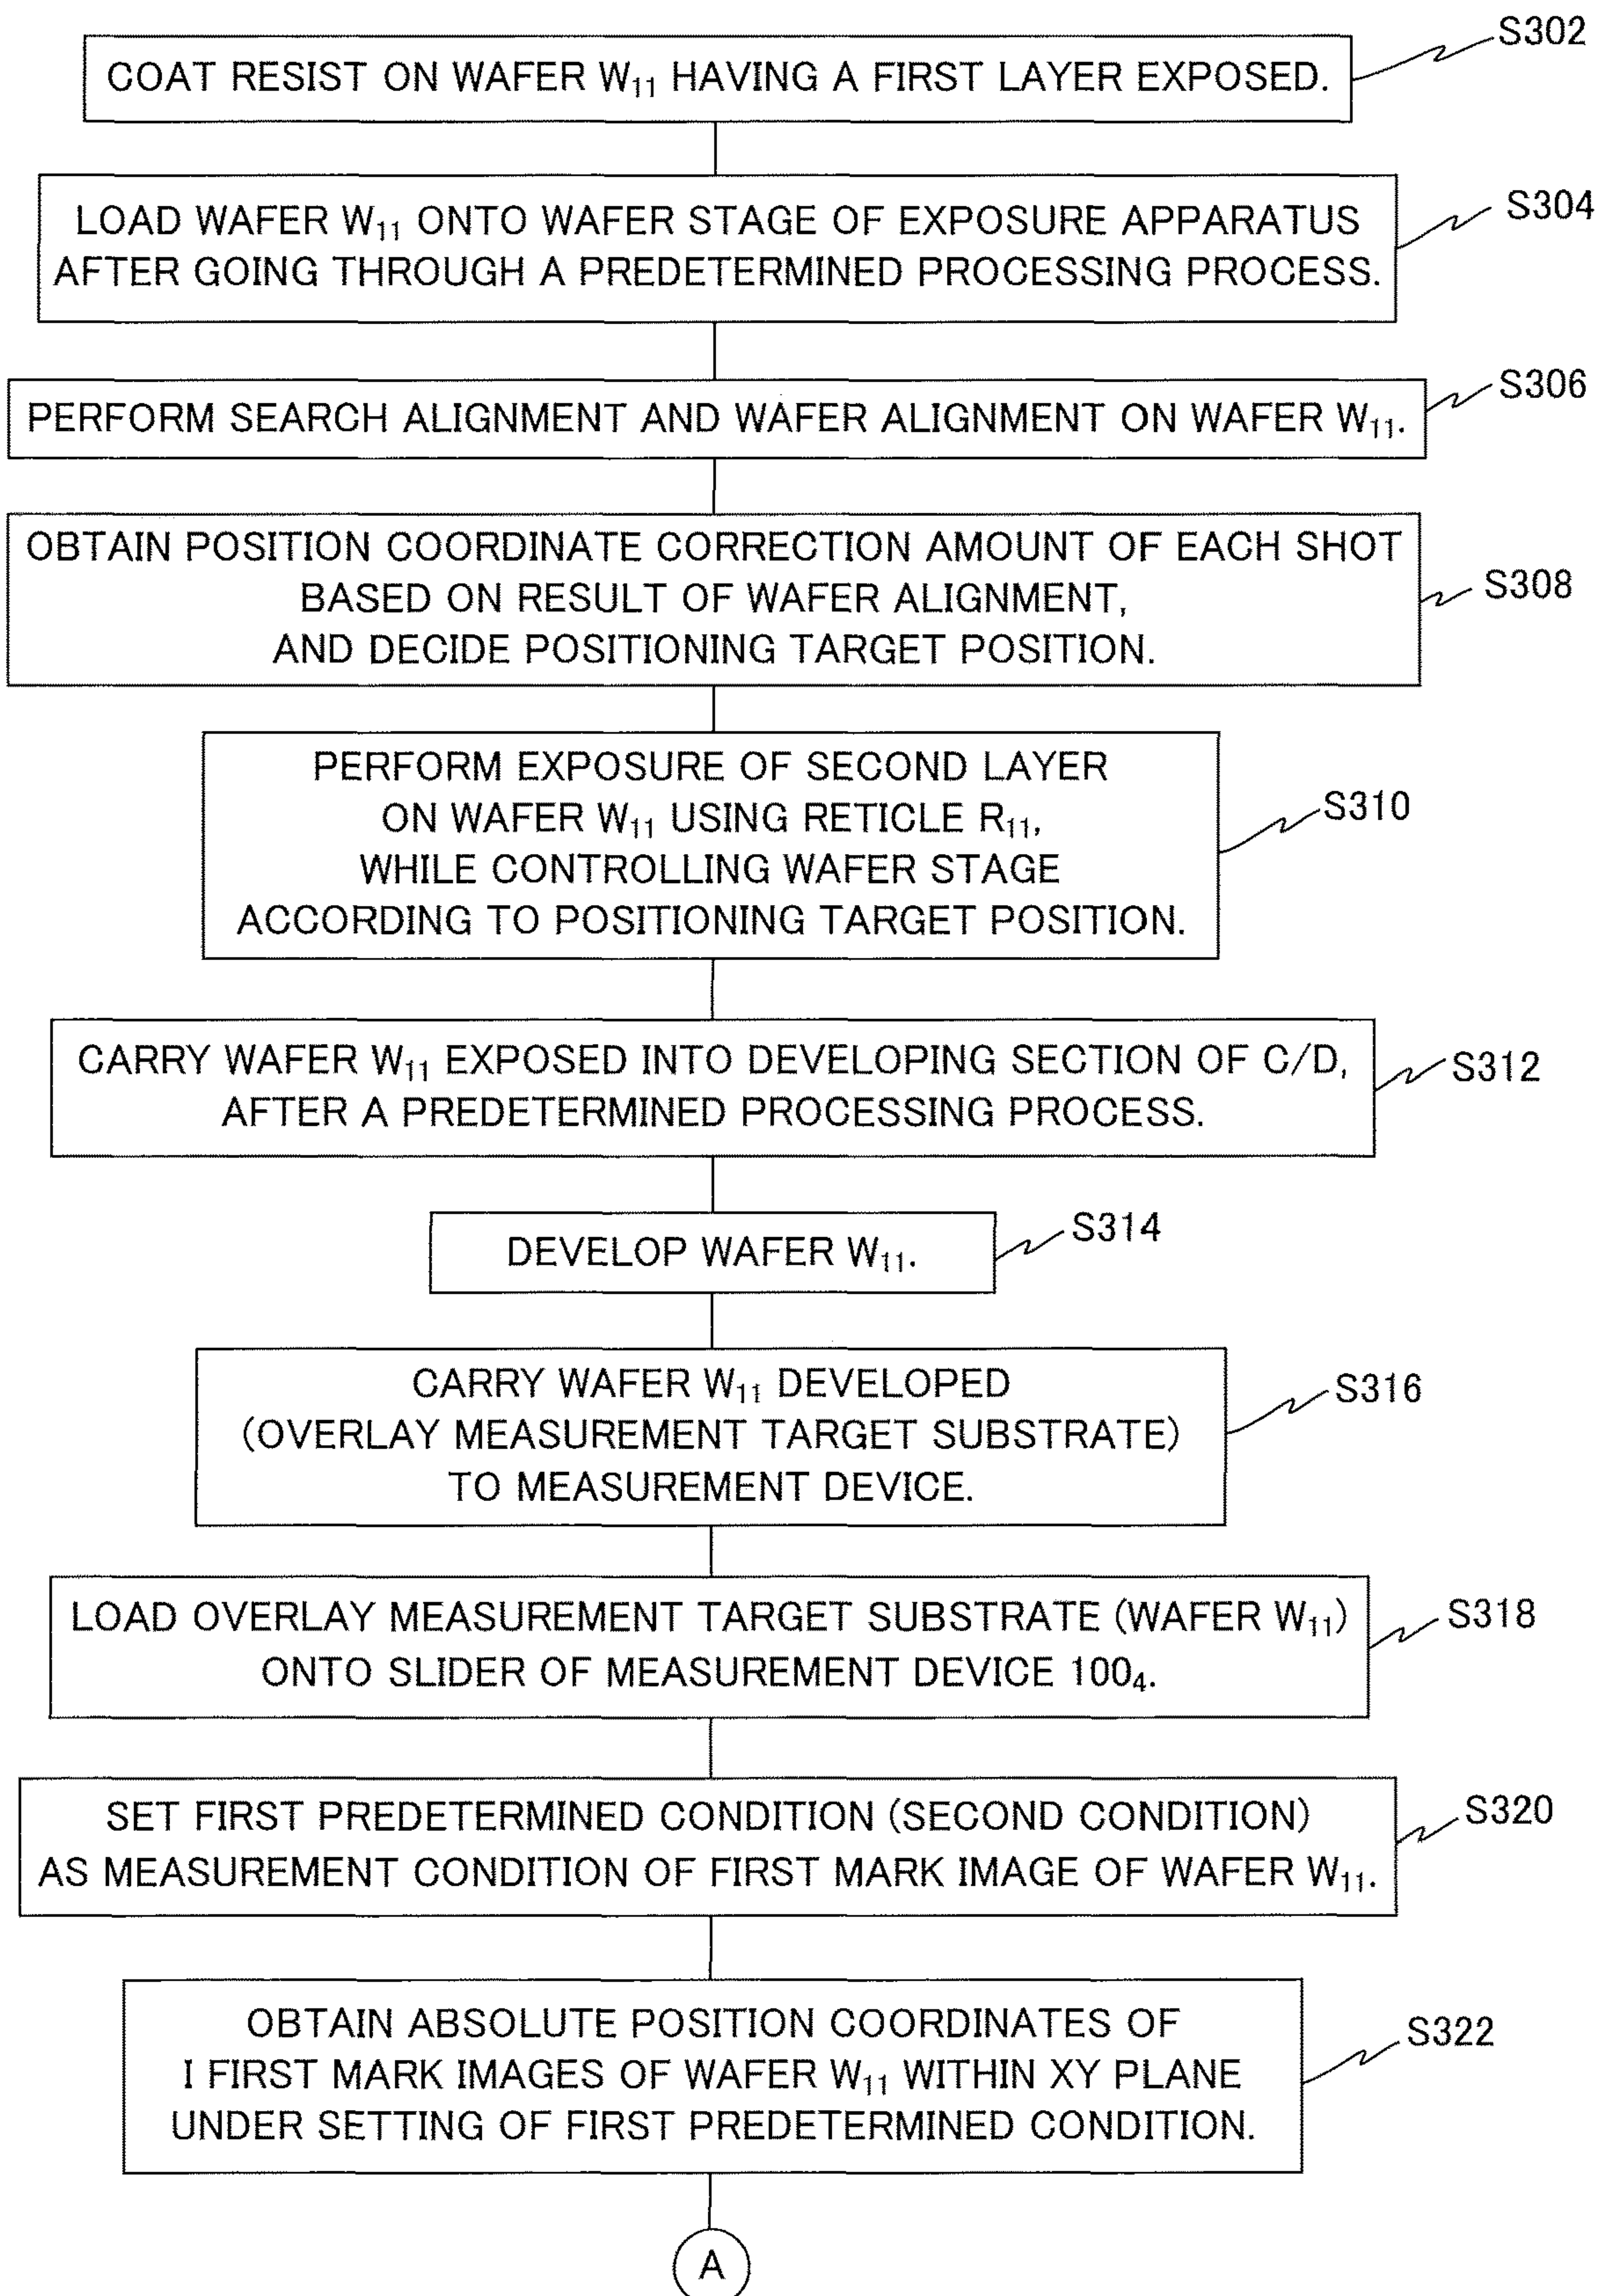 S302
COAT RESIST ON WAFER W₁₁ HAVING A FIRST LAYER EXPOSED.
S304
LOAD WAFER W₁₁ ONTO WAFER STAGE OF EXPOSURE APPARATUS
AFTER GOING THROUGH A PREDETERMINED PROCESSING PROCESS.
S306
PERFORM SEARCH ALIGNMENT AND WAFER ALIGNMENT ON WAFER W₁₁.
OBTAIN POSITION COORDINATE CORRECTION AMOUNT OF EACH SHOT
BASED ON RESULT OF WAFER ALIGNMENT,
AND DECIDE POSITIONING TARGET POSITION.
S308
PERFORM EXPOSURE OF SECOND LAYER
ON WAFER W₁₁ USING RETICLE R₁₁,
WHILE CONTROLLING WAFER STAGE
ACCORDING TO POSITIONING TARGET POSITION.
S310
CARRY WAFER W₁₁ EXPOSED INTO DEVELOPING SECTION OF C/D,
AFTER A PREDETERMINED PROCESSING PROCESS.
S312
DEVELOP WAFER W₁₁.
S314
CARRY WAFER W₁₁ DEVELOPED
(OVERLAY MEASUREMENT TARGET SUBSTRATE)
TO MEASUREMENT DEVICE.
S316
LOAD OVERLAY MEASUREMENT TARGET SUBSTRATE (WAFER W₁₁)
ONTO SLIDER OF MEASUREMENT DEVICE 100₄.
S318
SET FIRST PREDETERMINED CONDITION (SECOND CONDITION)
AS MEASUREMENT CONDITION OF FIRST MARK IMAGE OF WAFER W₁₁.
S320
OBTAIN ABSOLUTE POSITION COORDINATES OF
I FIRST MARK IMAGES OF WAFER W₁₁ WITHIN XY PLANE
UNDER SETTING OF FIRST PREDETERMINED CONDITION.
S322
A